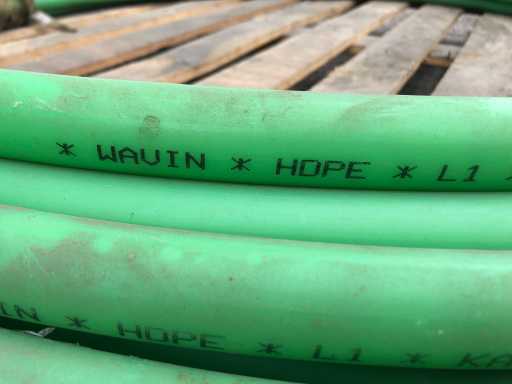 * WAVIN * HDPE * L1
IN * HDPE * L1 * KA